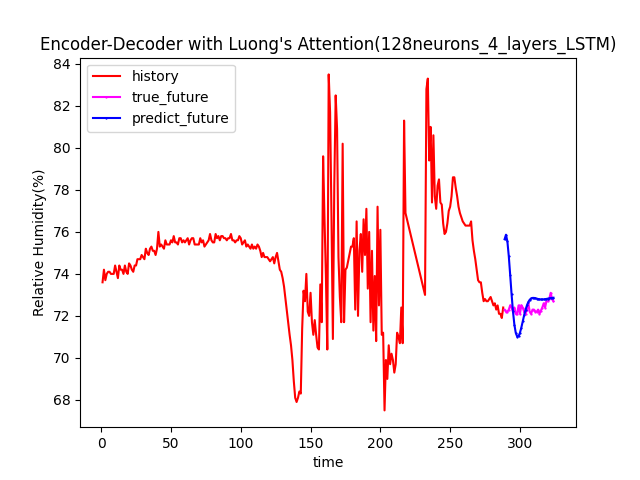 Encoder-Decoder with Luong's Attention(128neurons_4_layers_LSTM)
history
true_future
predict_future
Relative Humidity(%)
84
82
80
78
76
74
72
70
68
0 50 100 150 200 250 300
time